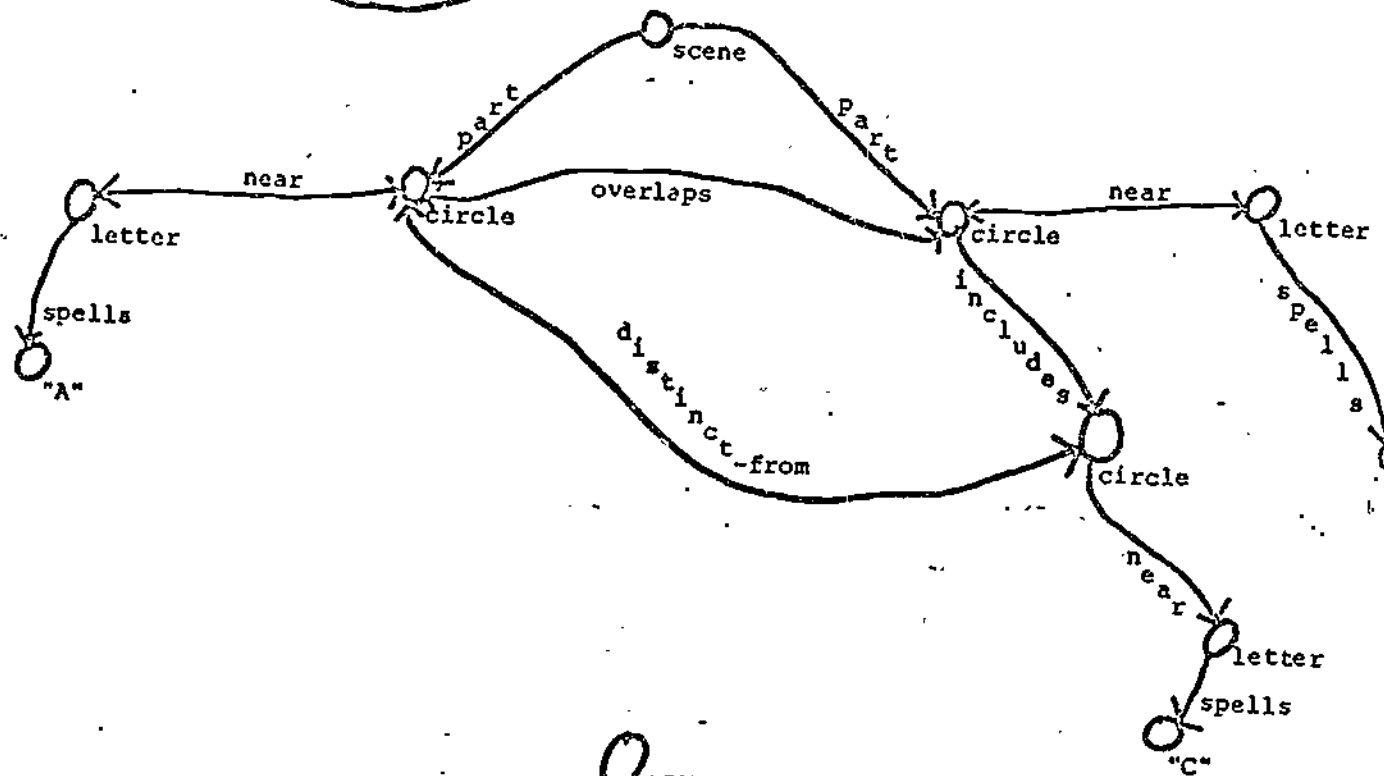 scene
part
part
near
overlaps
near
circle
letter
circle
letter
includes
spells
spells
distinct-from
"A"
circle
near
letter
spells
"C"